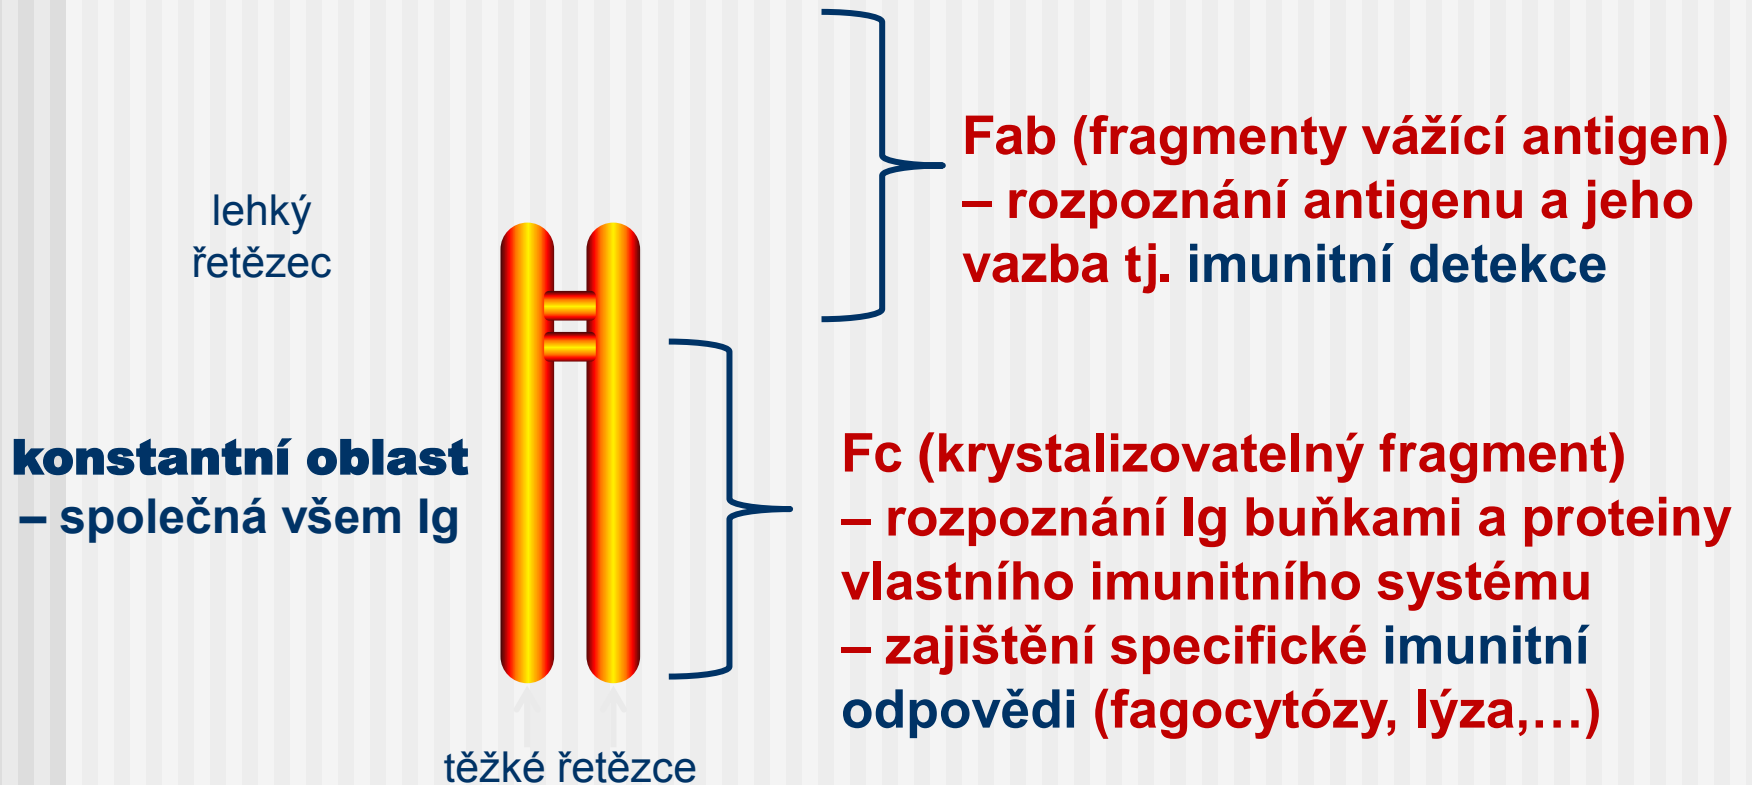 Fab (fragmenty vážící antigen)
– rozpoznání antigenu a jeho
vazba tj. imunitní detekce
lehký
řetězec
konstantní oblast
– společná všem Ig
Fc (krystalizovatelný fragment)
– rozpoznání Ig buňkami a proteiny
vlastního imunitního systému
– zajištění specifické imunitní
odpovědi (fagocytózy, lýza,…)
těžké řetězce